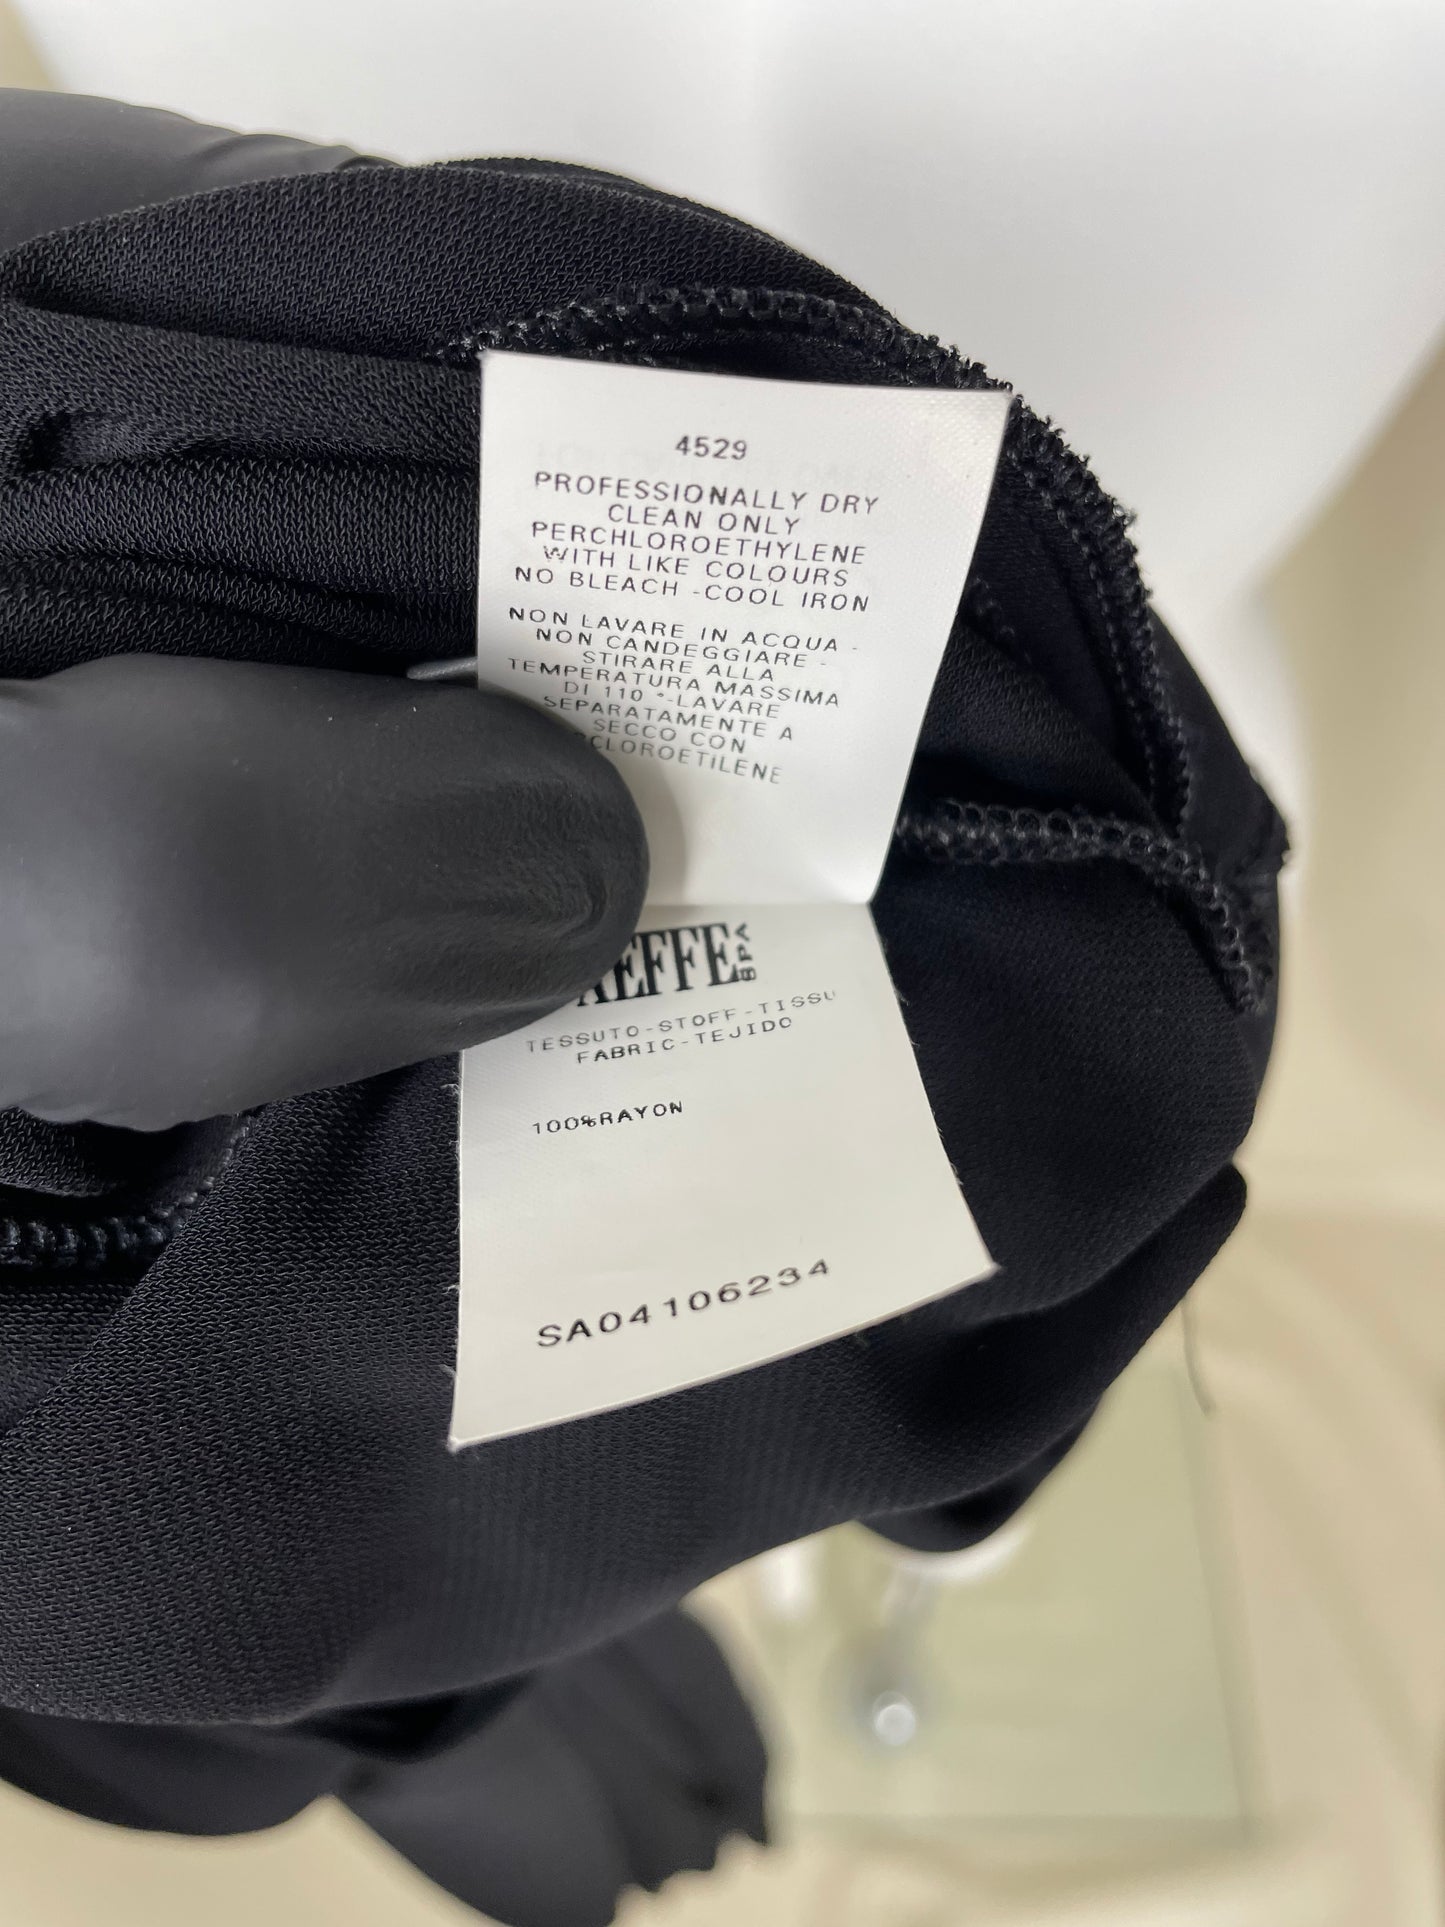 4529
PROFESSIONALLY DRY
CLEAN ONLY
PERCHLOROETHYLENE
WITH LIKE COLOURS
NO BLEACH -COOL IRON
NON LAVARE IN ACQUA -
NON CANDEGGIARE -
STIRARE ALLA
TEMPERATURA MASSIMA
DI 110 °-LAVARE
SEPARATAMENTE A
SECCO CON
CLOROETILENE
AEFFE SPA
TESSUTO-STOFF-TISSU
FABRIC-TEJIDO
100%RAYON
SA04106234